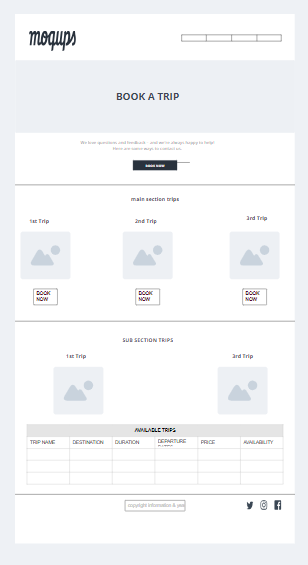 moqups
BOOK A TRIP
We love questions and feedback - and we're always happy to help!
Here are some ways to contact us.
BOOK NOW
main section trips
1st Trip
2nd Trip
3rd Trip
BOOK
NOW
BOOK
NOW
BOOK
NOW
SUB SECTION TRIPS
1st Trip
3rd Trip
AVAILABLE TRIPS
TRIP NAME
DESTINATION
DURATION
DEPARTURE
PRICE
AVAILABILITY
copyright information &